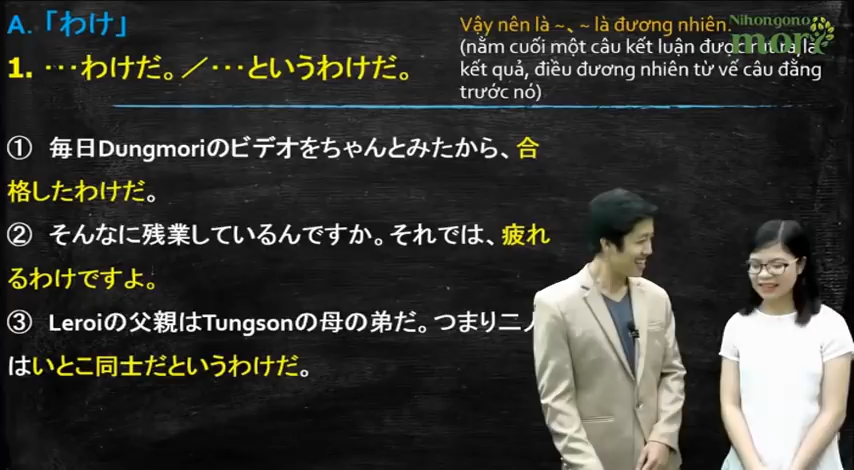 A. 「わけ」
1. …わけだ。／…というわけだ。
Vậy nên là ~、~ là đương nhiên.
(nằm cuối một câu kết luận được
là
kết quả, điều đương nhiên từ vế câu đằng
trước nó)
Nihongono
more
① 毎日Dungmoriのビデオをちゃんとみたから、合
格したわけだ。
② そんなに残業しているんですか。それでは、疲れ
るわけですよ。
③ Leroiの父親はTungsonの母の弟だ。つまり二人
はいとこ同士だというわけだ。